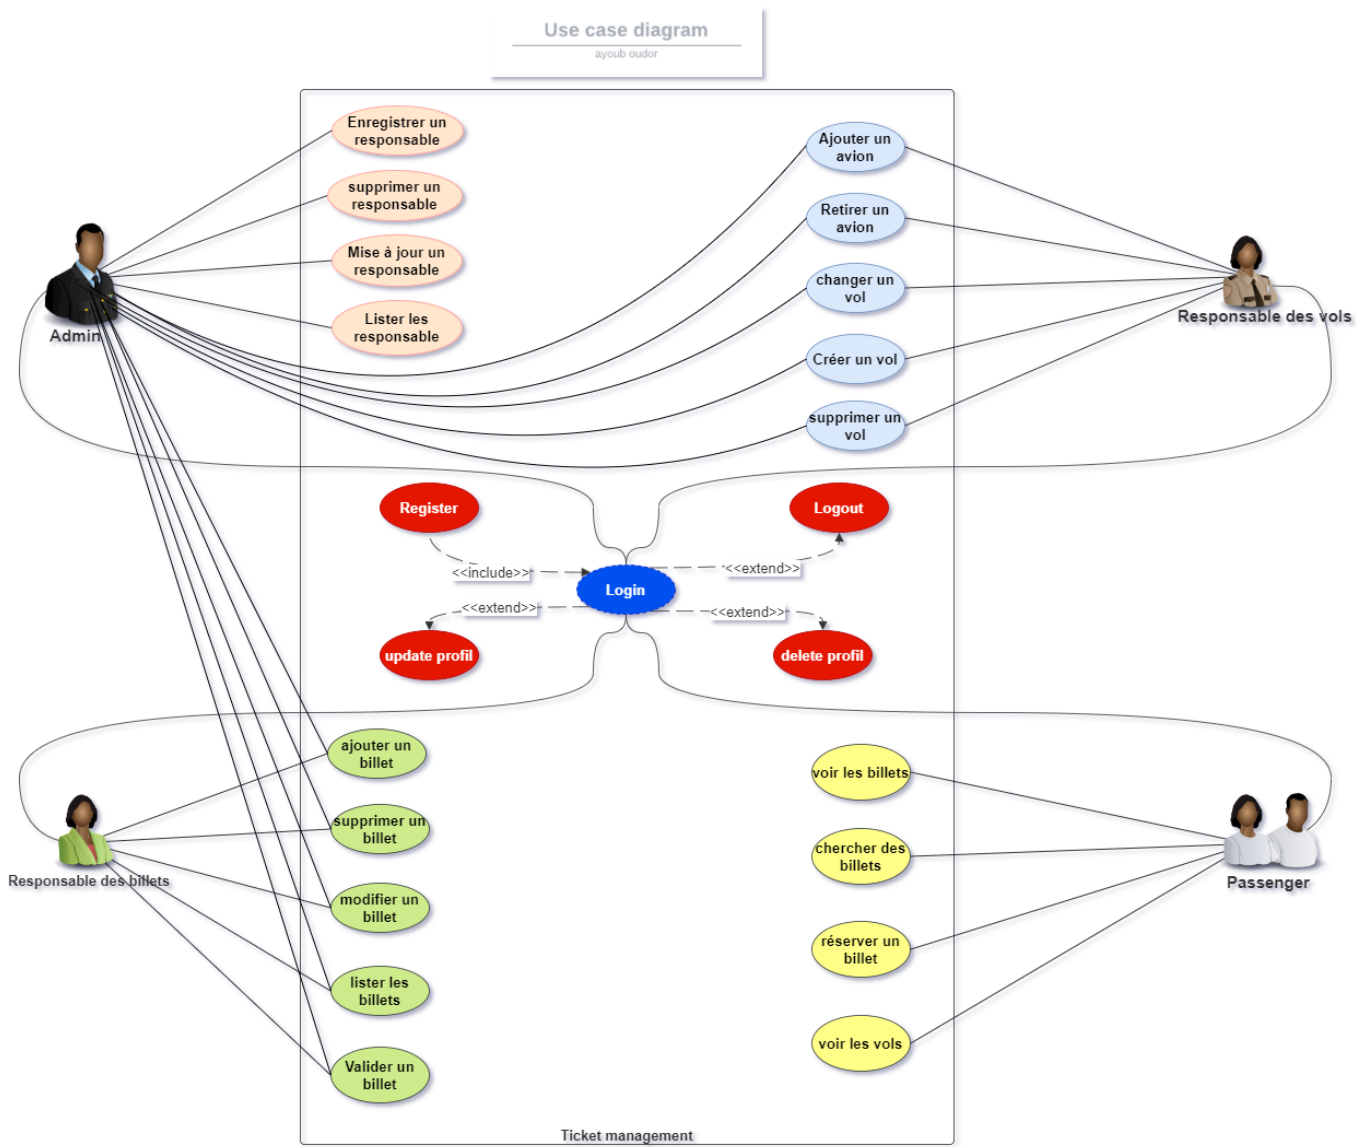 Use case diagram
ayoub oudor
Enregistrer un
responsable
supprimer un
responsable
Mise à jour un
responsable
Lister les
responsable
Ajouter un
avion
Retirer un
avion
changer un
vol
Créer un vol
supprimer un
vol
Admin
Responsable des vols
Register
Logout
<<include>>
<<extend>>
Login
<<extend>>
<<extend>>
update profil
delete profil
ajouter un
billet
supprimer un
billet
modifier un
billet
lister les
billets
Valider un
billet
voir les billets
chercher des
billets
réserver un
billet
voir les vols
Responsable des billets
Passenger
Ticket management